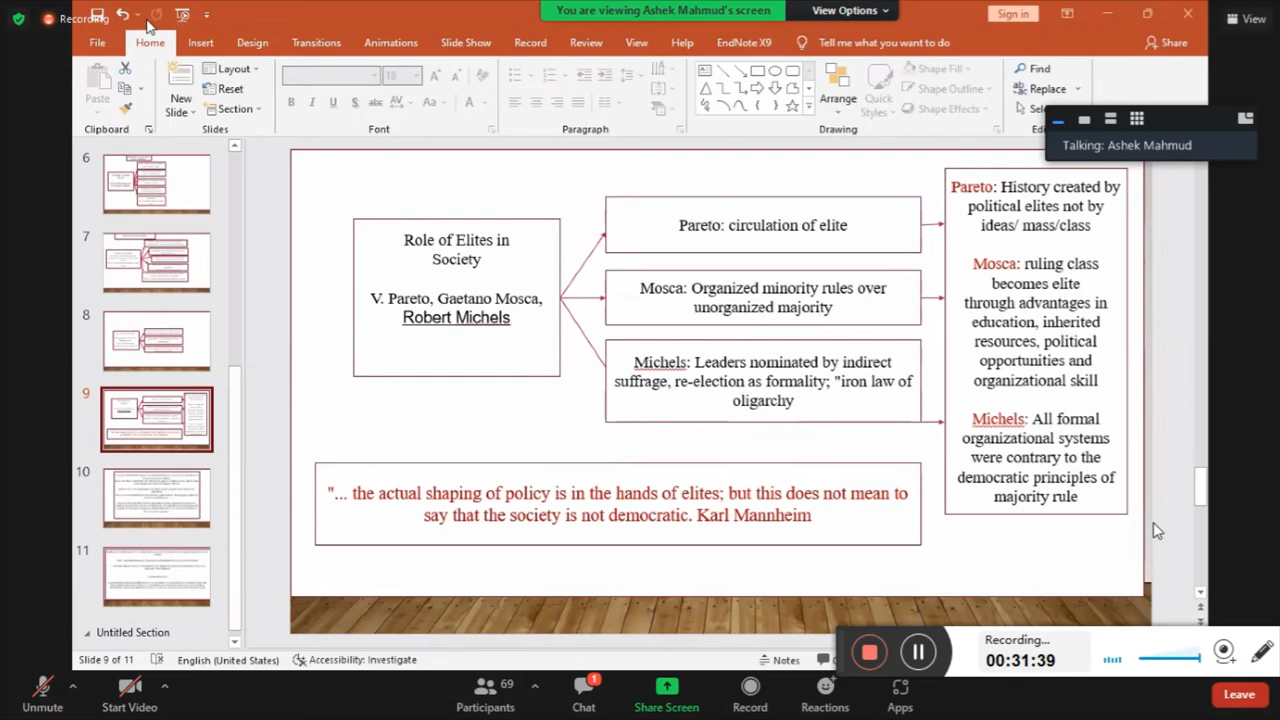 Recording
You are viewing Ashek Mahmud's screen
View Options
Sign in
View
File
Home
Insert
Design
Transitions
Animations
Slide Show
Record
Review
View
Help
EndNote X9
Tell me what you want to do
Share
Paste
New
Slide
Layout
Reset
Section
18
B
I
U
S
abc
AV
Aa
A
Arrange
Quick
Styles
Shape Fill
Shape Outline
Shape Effects
Find
Replace
Clipboard
Slides
Font
Paragraph
Drawing
Talking: Ashek Mahmud
6
7
8
9
10
11
Untitled Section
Role of Elites in
Society
V. Pareto, Gaetano Mosca,
Robert Michels
Pareto: circulation of elite
Mosca: Organized minority rules over
unorganized majority
Michels: Leaders nominated by indirect
suffrage, re-election as formality; "iron law of
oligarchy
Pareto: History created by
political elites not by
ideas/ mass/class
Mosca: ruling class
becomes elite
through advantages in
education, inherited
resources, political
opportunities and
organizational skill
Michels: All formal
organizational systems
were contrary to the
democratic principles of
majority rule
... the actual shaping of policy is in the hands of elites; but this does not mean to
say that the society is not democratic. Karl Mannheim
Slide 9 of 11
English (United States)
Accessibility: Investigate
Notes
Recording...
00:31:39
Unmute
Start Video
69
Participants
1
Chat
Share Screen
Record
Reactions
Apps
Leave